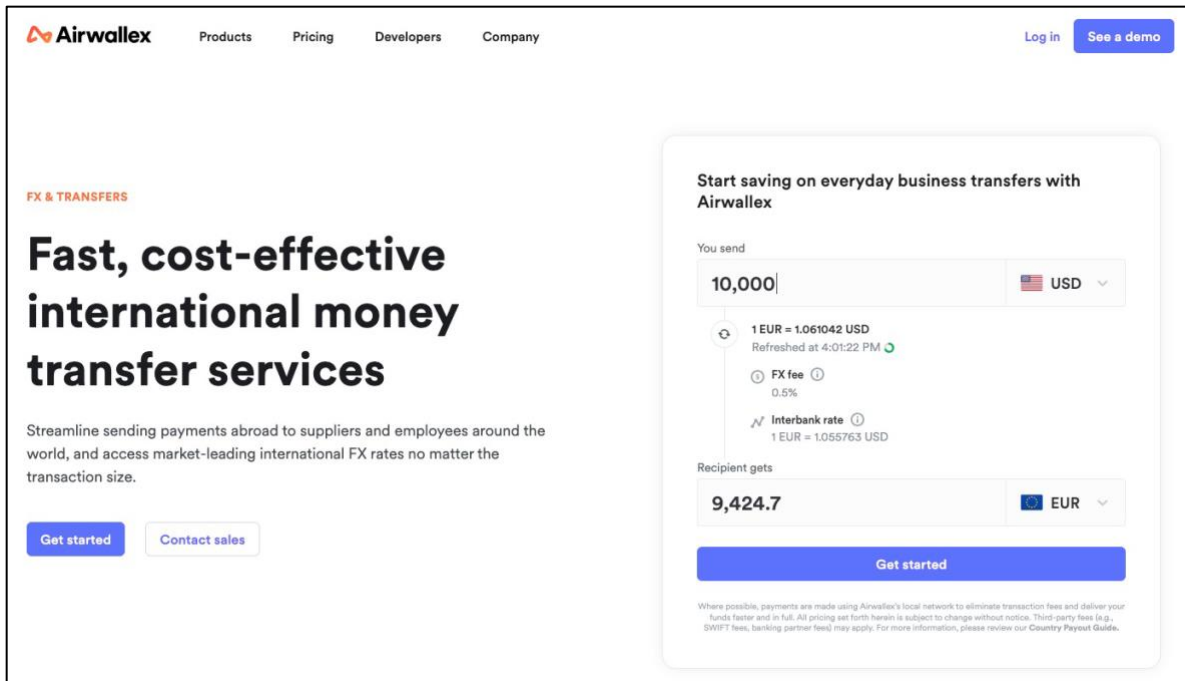 Airwallex Products Pricing Developers Company Log in See a demo
FX & TRANSFERS
Fast, cost-effective
international money
transfer services
Streamline sending payments abroad to suppliers and employees around the
world, and access market-leading international FX rates no matter the
transaction size.
Get started Contact sales
Start saving on everyday business transfers with
Airwallex
You send
10,000 USD
1 EUR = 1.061042 USD
Refreshed at 4:01:22 PM
FX fee
0.5%
Interbank rate
1 EUR = 1.055763 USD
Recipient gets
9,424.7 EUR
Get started
Where possible, payments are made using Airwallex's local network to eliminate transaction fees and deliver your
funds faster and in full. All pricing set forth herein is subject to change without notice. Third-party fees (e.g.,
SWIFT fees, banking partner fees) may apply. For more information, please review our Country Payout Guide.